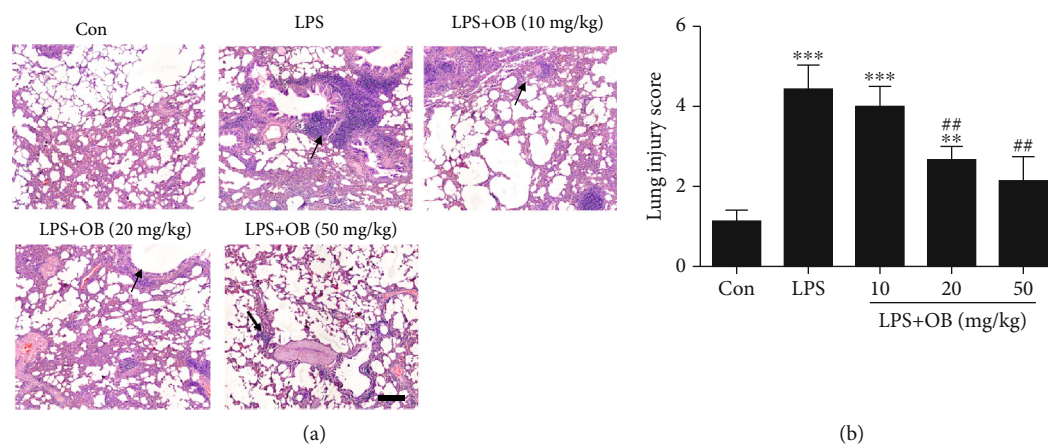 Con
LPS
LPS+OB (10 mg/kg)
LPS+OB (20 mg/kg)
LPS+OB (50 mg/kg)
(a)
Lung injury score
6
4
2
0
***
***
##
**
##
Con
LPS
10
20
50
LPS+OB (mg/kg)
(b)